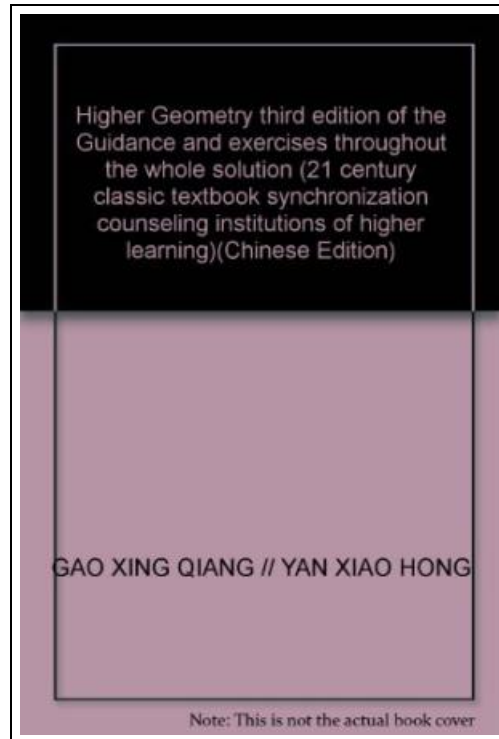 Higher Geometry third edition of the
Guidance and exercises throughout
the whole solution (21 century
classic textbook synchronization
counseling institutions of higher
learning)(Chinese Edition)
GAO XING QIANG // YAN XIAO HONG
Note: This is not the actual book cover